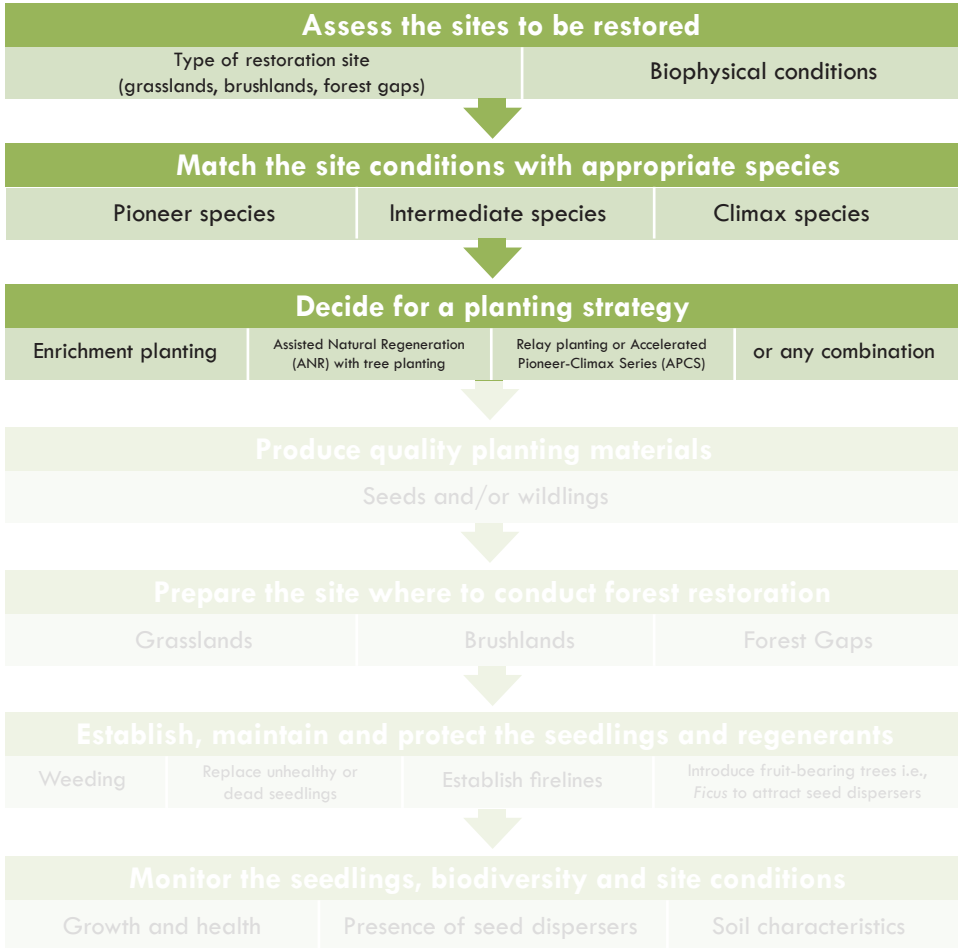 Assess the sites to be restored
Type of restoration site
(grasslands, brushlands, forest gaps)
Biophysical conditions
Match the site conditions with appropriate species
Pioneer species
Intermediate species
Climax species
Decide for a planting strategy
Enrichment planting
Assisted Natural Regeneration
(ANR) with tree planting
Relay planting or Accelerated
Pioneer-Climax Series (APCS)
or any combination
Produce quality planting materials
Seeds and/or wildlings
Prepare the site where to conduct forest restoration
Grasslands
Brushlands
Forest Gaps
Establish, maintain and protect the seedlings and regenerants
Weeding
Replace unhealthy or
dead seedlings
Establish firelines
Introduce fruit-bearing trees i.e.,
Ficus to attract seed dispersers
Monitor the seedlings, biodiversity and site conditions
Growth and health
Presence of seed dispersers
Soil characteristics